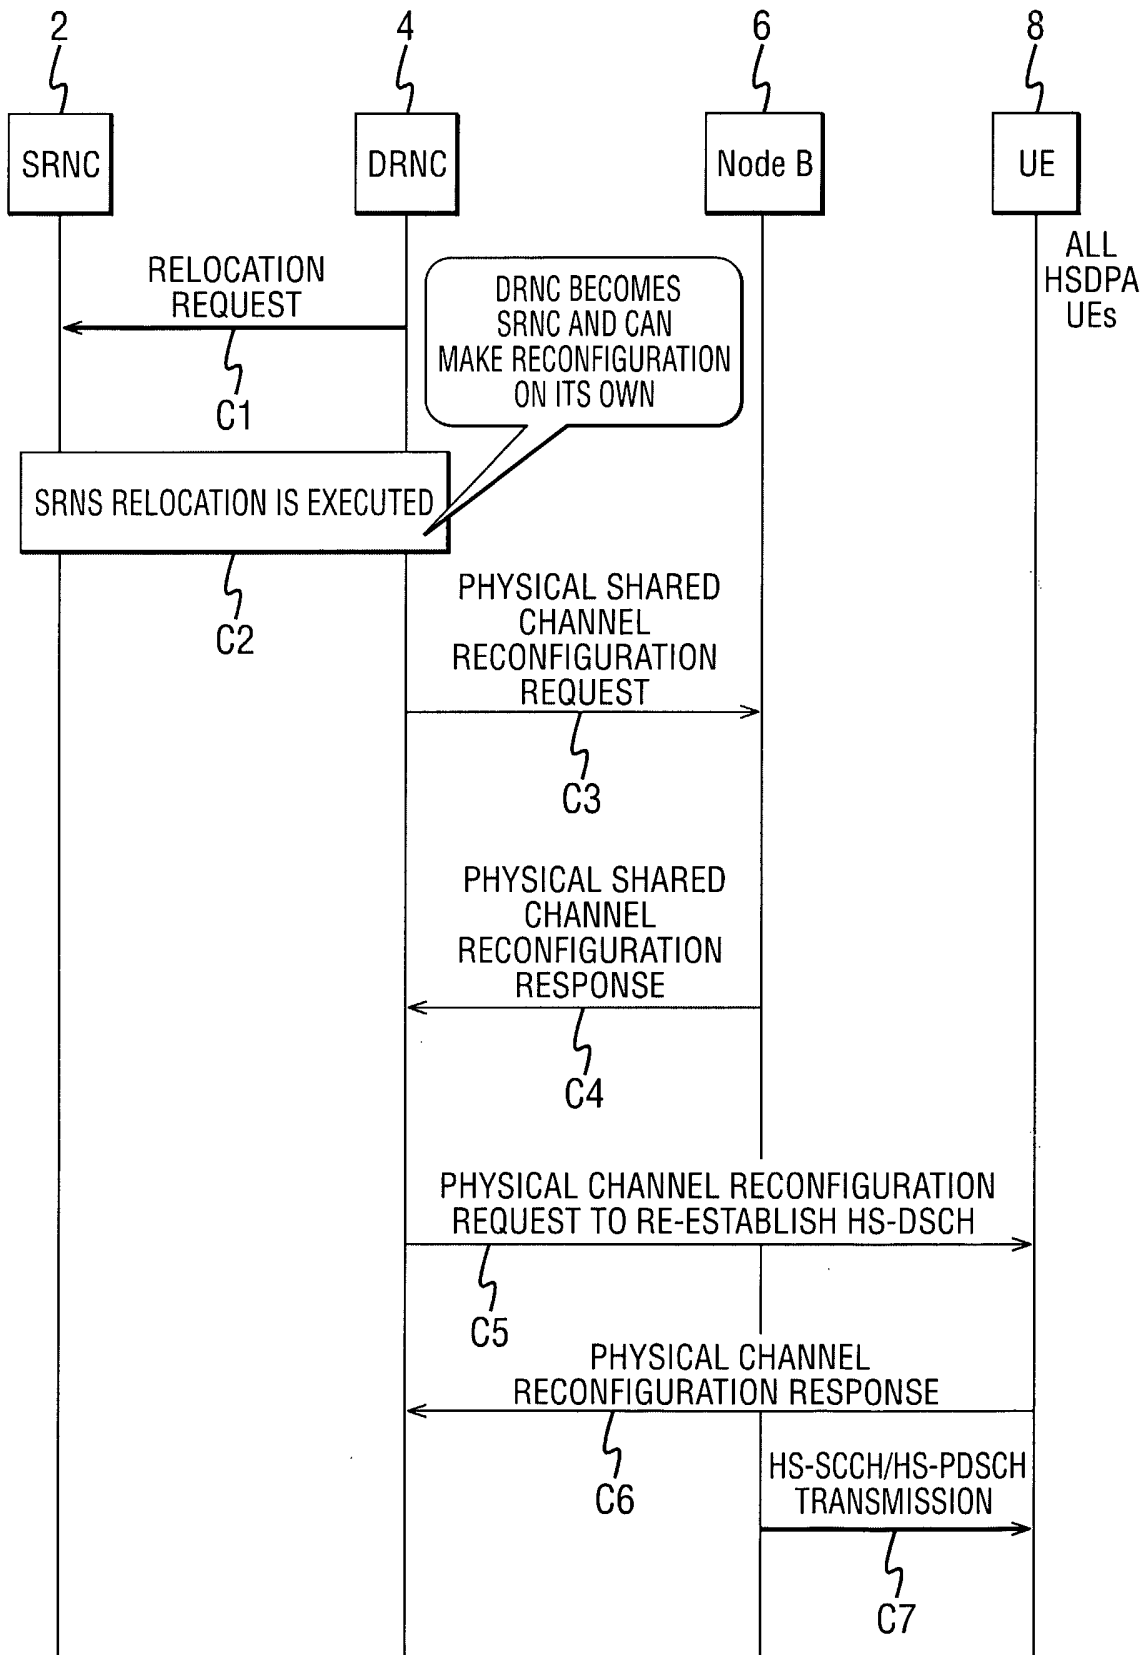 2
4
6
8
SRNC
DRNC
Node B
UE
ALL
HSDPA
UEs
RELOCATION
REQUEST
C1
DRNC BECOMES
SRNC AND CAN
MAKE RECONFIGURATION
ON ITS OWN
SRNS RELOCATION IS EXECUTED
C2
PHYSICAL SHARED
CHANNEL
RECONFIGURATION
REQUEST
C3
PHYSICAL SHARED
CHANNEL
RECONFIGURATION
RESPONSE
C4
PHYSICAL CHANNEL RECONFIGURATION
REQUEST TO RE-ESTABLISH HS-DSCH
C5
PHYSICAL CHANNEL
RECONFIGURATION RESPONSE
C6
HS-SCCH/HS-PDSCH
TRANSMISSION
C7